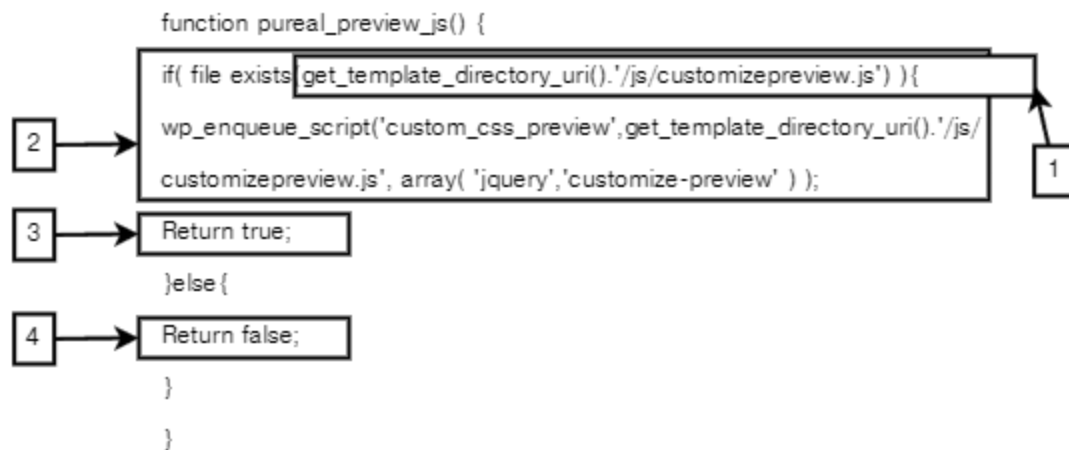 function pureal_preview_js() {
if( file exists(get_template_directory_uri().'/js/customizepreview.js') ){
1
2
wp_enqueue_script('custom_css_preview',get_template_directory_uri().'/js/
customizepreview.js', array( 'jquery','customize-preview' ) );
3
Return true;
}else{
4
Return false;
}
}